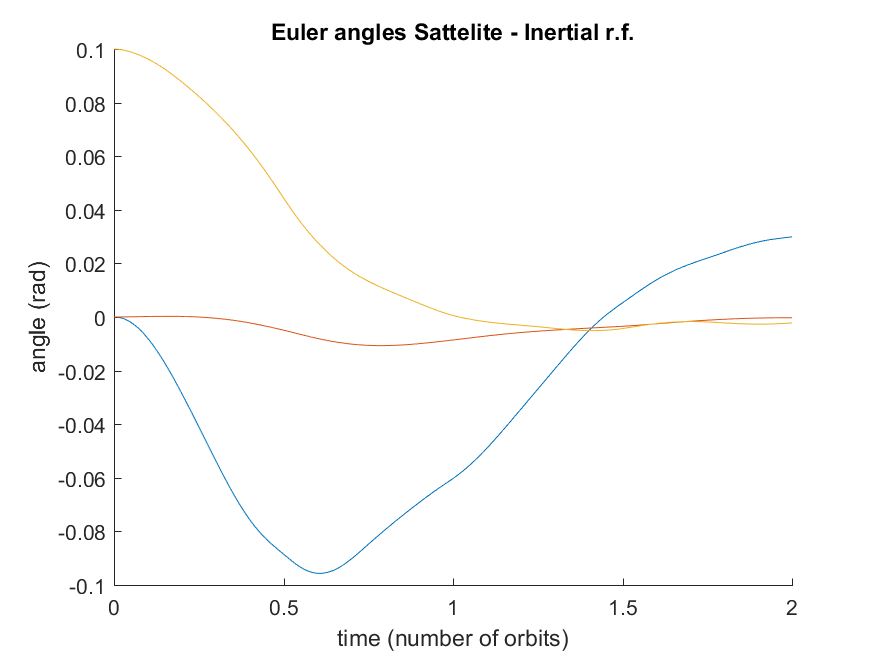 Euler angles Sattelite - Inertial r.f.
0.1
0.08
0.06
0.04
0.02
0
-0.02
-0.04
-0.06
-0.08
-0.1
angle (rad)
0 0.5 1 1.5 2
time (number of orbits)